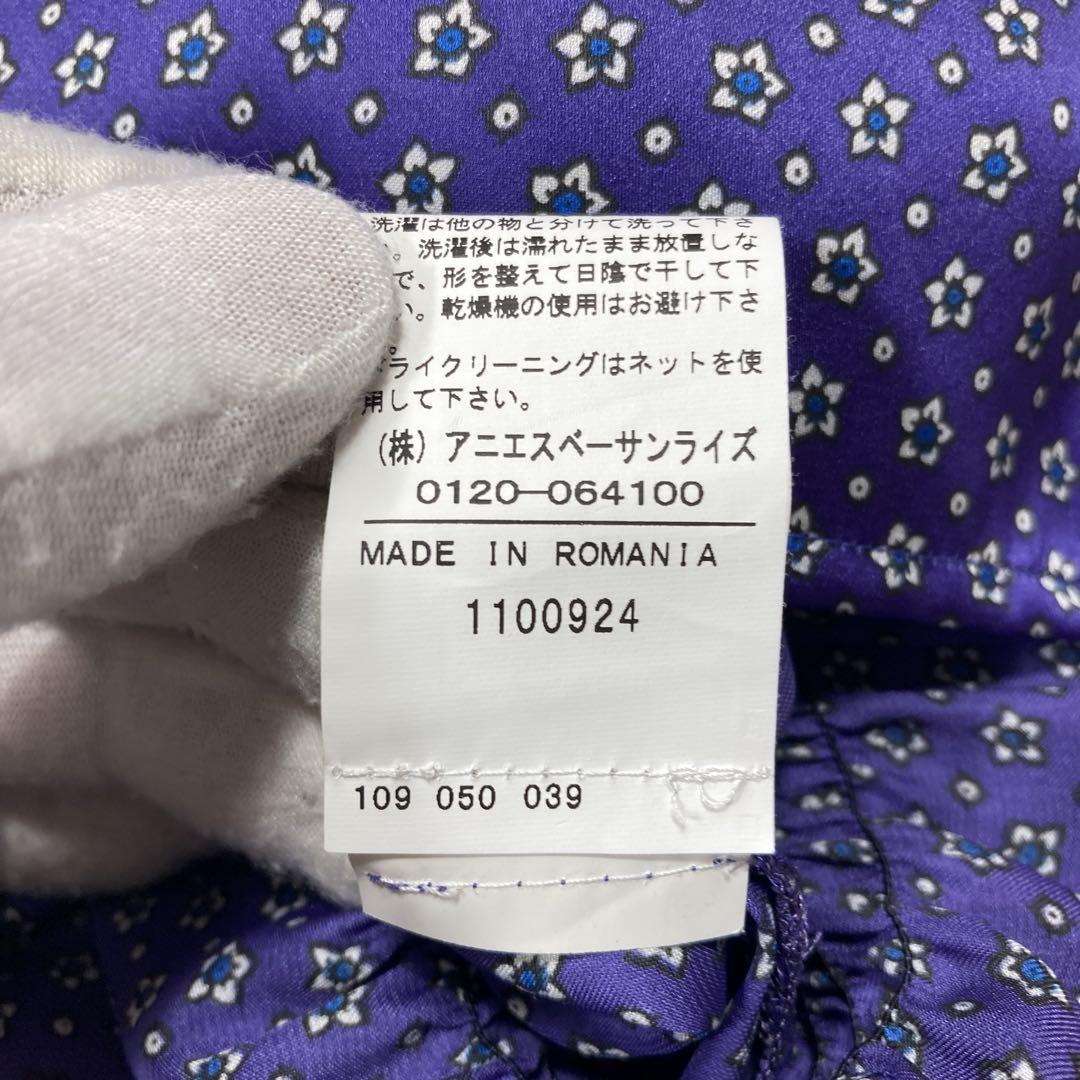 洗濯は他の物と分けて洗って下さ
。洗濯後は濡れたまま放置しな
で、形を整えて日陰で干して下
い。乾燥機の使用はお避け下さ
。
ドライクリーニングはネットを使
用して下さい。
(株) アニエスベーサンライズ
0120-064100
MADE IN ROMANIA
1100924
109 050 039